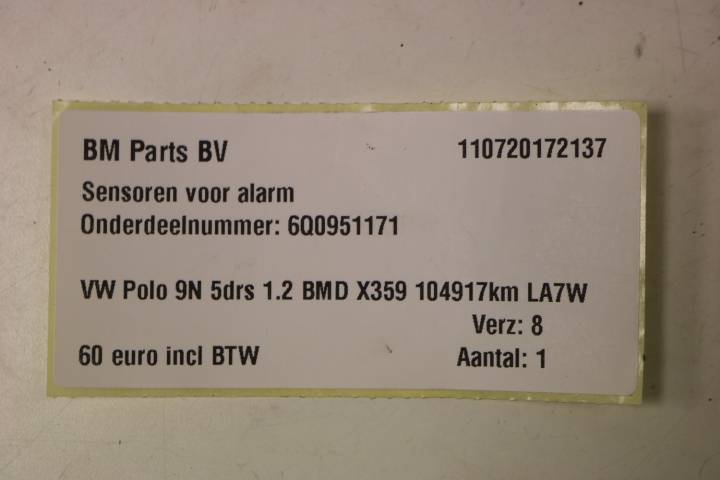 BM Parts BV 110720172137
Sensoren voor alarm
Onderdeelnummer: 6Q0951171
VW Polo 9N 5drs 1.2 BMD X359 104917km LA7W
Verz: 8
60 euro incl BTW Aantal: 1